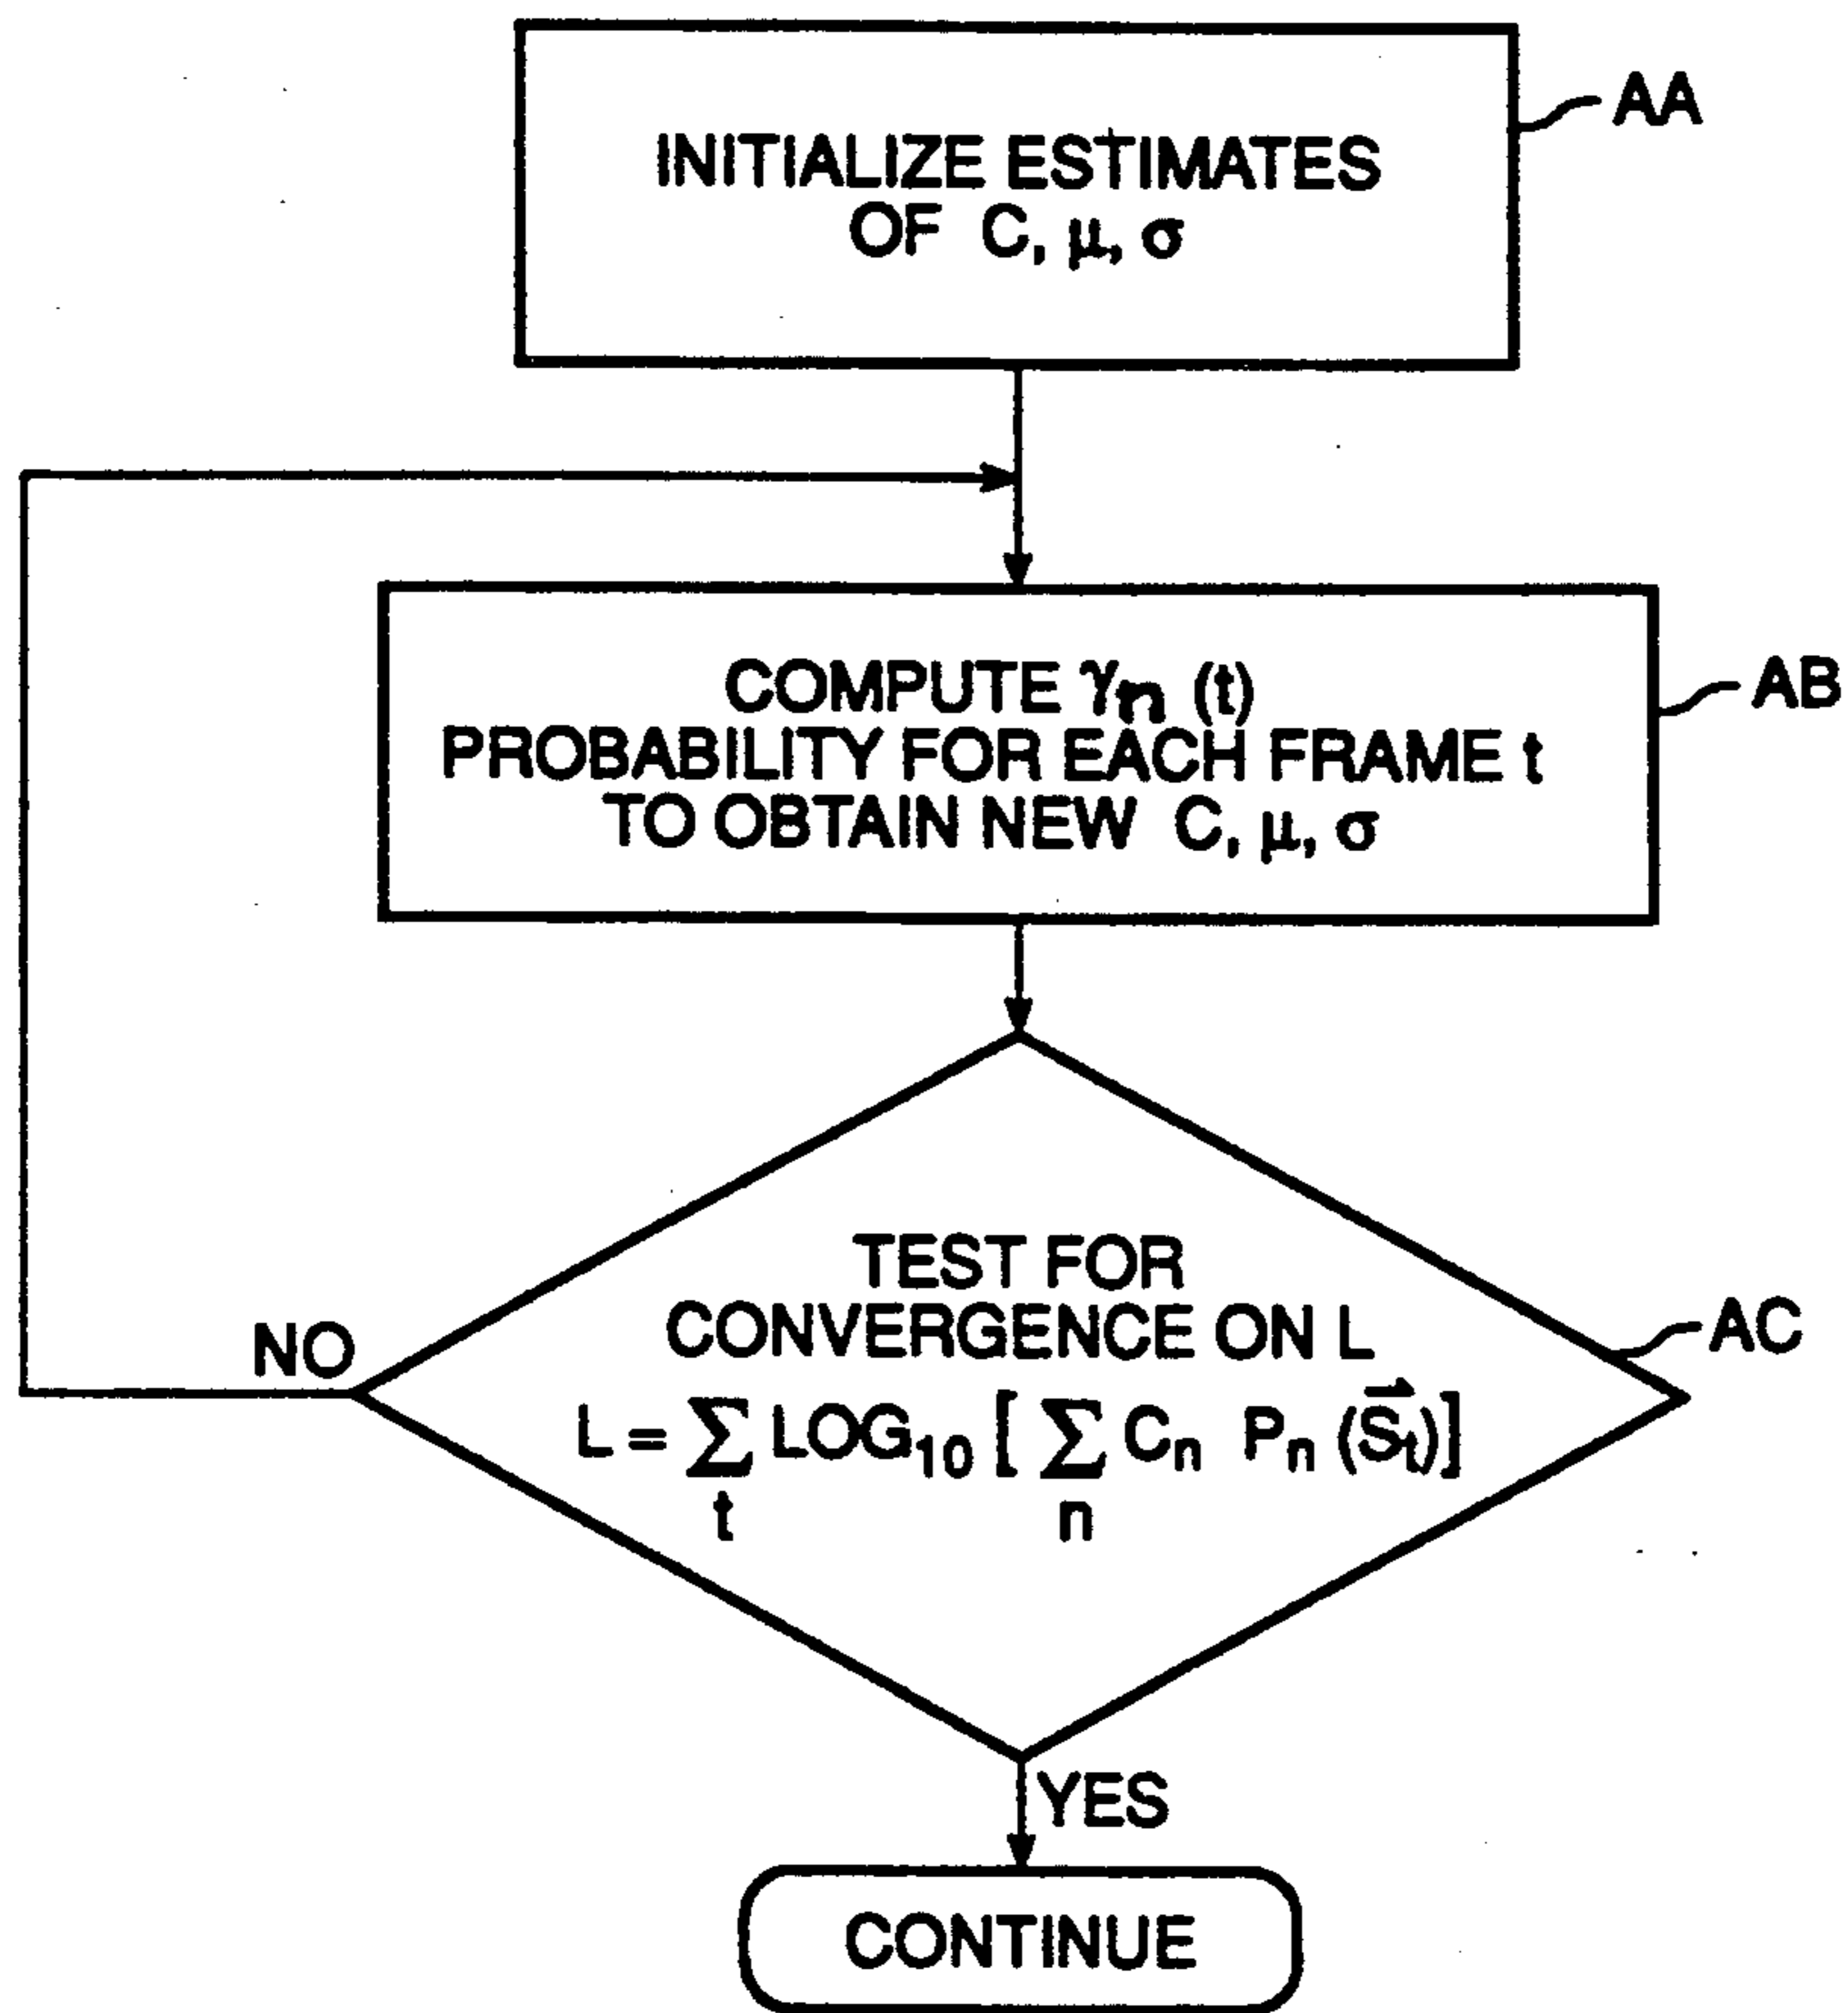 INITIALIZE ESTIMATES
OF C, μ, σ
AA
COMPUTE γn (t)
PROBABILITY FOR EACH FRAME t
TO OBTAIN NEW C, μ, σ
AB
TEST FOR
CONVERGENCE ON L
L = ∑ LOG10 [ ∑ Cn Pn (S⃗t)]
t n
AC
NO
YES
CONTINUE